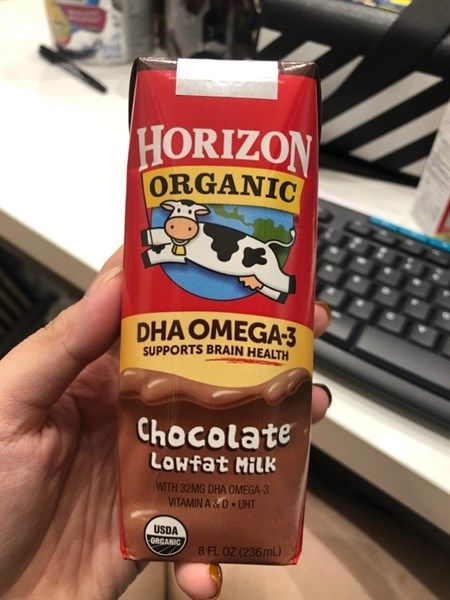 HORIZON
ORGANIC
DHA OMEGA-3
SUPPORTS BRAIN HEALTH
Chocolate
Lowfat Milk
WITH 32MG DHA OMEGA-3
VITAMIN A & D • UHT
USDA
ORGANIC
8 FL OZ (236mL)